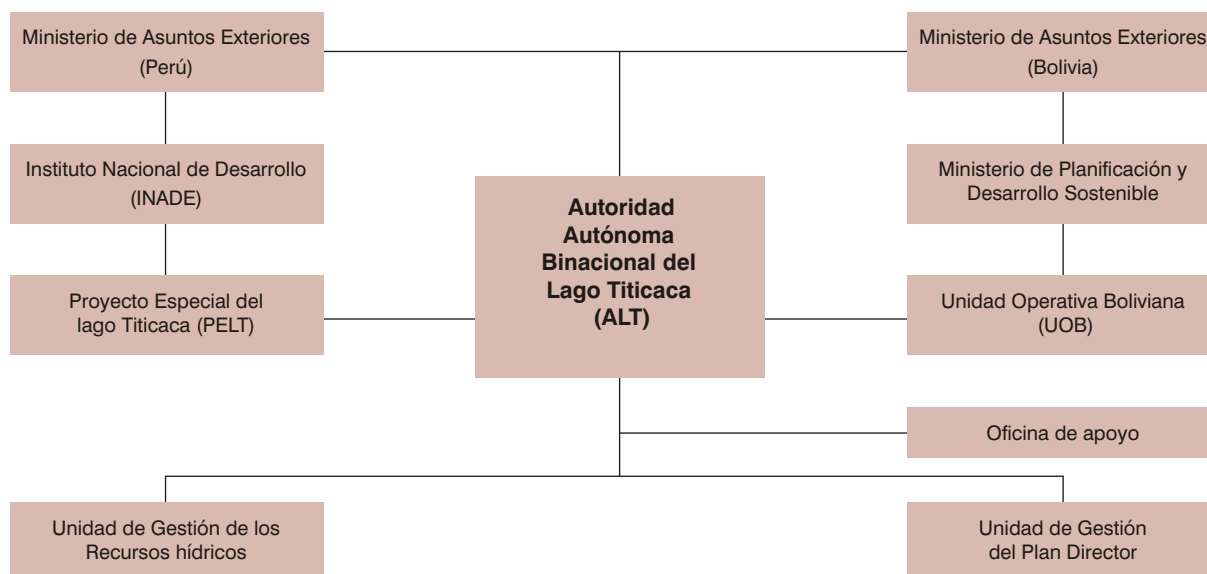 Ministerio de Asuntos Exteriores
(Perú)
Ministerio de Asuntos Exteriores
(Bolivia)
Instituto Nacional de Desarrollo
(INADE)
Ministerio de Planificación y
Desarrollo Sostenible
Autoridad
Autónoma
Binacional del
Lago Titicaca
(ALT)
Proyecto Especial del
lago Titicaca (PELT)
Unidad Operativa Boliviana
(UOB)
Oficina de apoyo
Unidad de Gestión de los
Recursos hídricos
Unidad de Gestión
del Plan Director